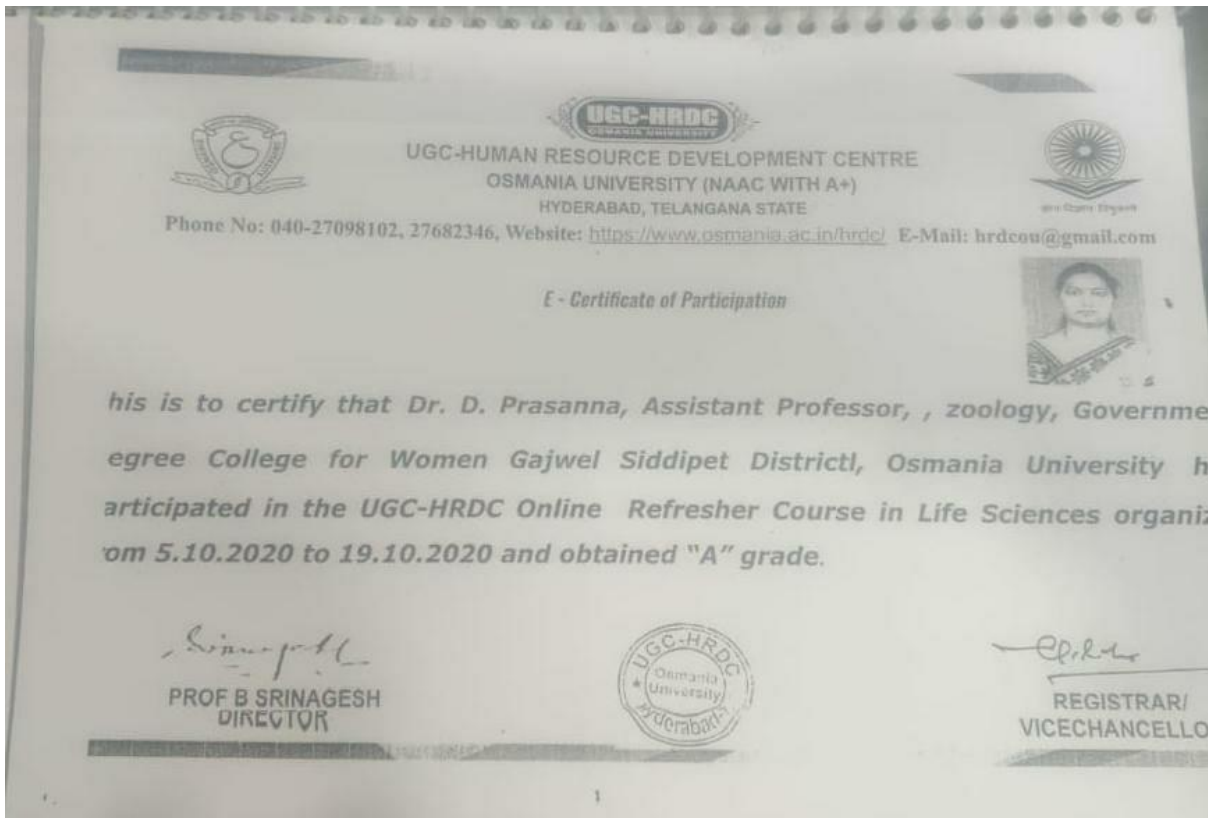 UGC-HRDC
OSMANIA UNIVERSITY
UGC-HUMAN RESOURCE DEVELOPMENT CENTRE
OSMANIA UNIVERSITY (NAAC WITH A+)
HYDERABAD, TELANGANA STATE
Phone No: 040-27098102, 27682346, Website: https://www.osmania.ac.in/hrdc/ E-Mail: hrdcou@gmail.com
E - Certificate of Participation
his is to certify that Dr. D. Prasanna, Assistant Professor, , zoology, Governme
egree College for Women Gajwel Siddipet Districtl, Osmania University h
articipated in the UGC-HRDC Online Refresher Course in Life Sciences organiz
rom 5.10.2020 to 19.10.2020 and obtained "A" grade.
PROF B SRINAGESH
DIRECTOR
UGC-HRDC
Osmania
University
Hyderabad-7
REGISTRAR/
VICECHANCELLO
1